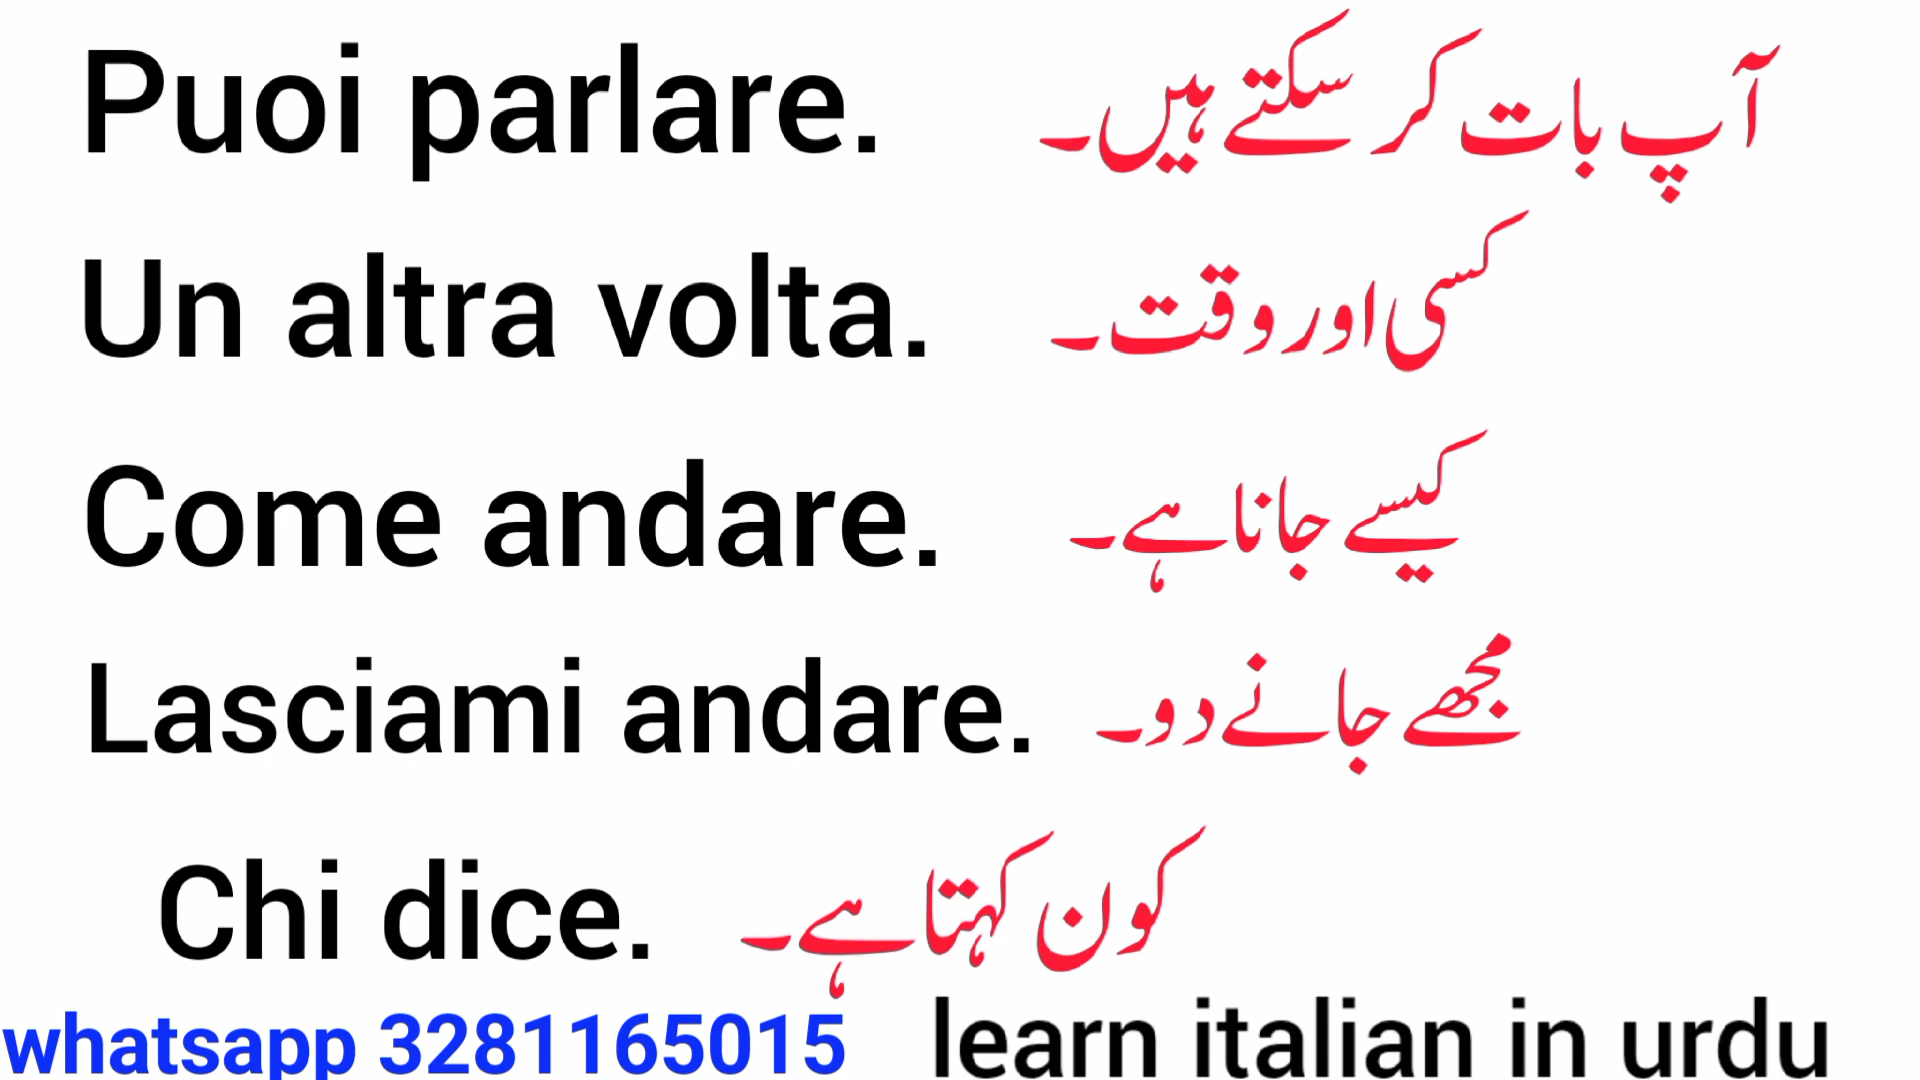 Puoi parlare. آپ بات کر سکتے ہیں۔
Un altra volta. کسی اور وقت۔
Come andare. کیسے جانا ہے۔
Lasciami andare. مجھے جانے دو۔
Chi dice. کون کہتا ہے۔
whatsapp 3281165015 learn italian in urdu